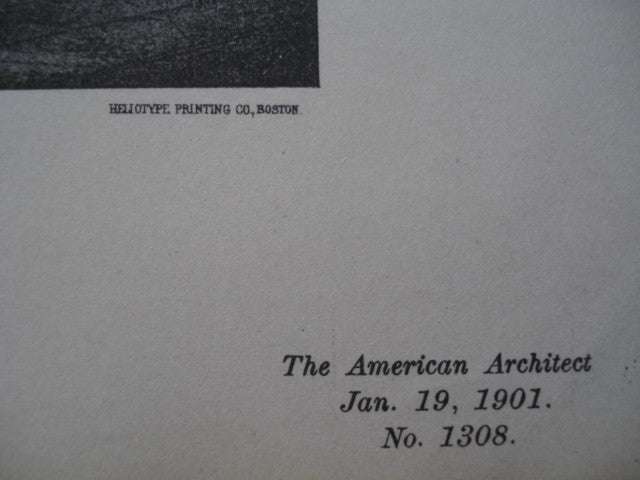 HELIOTYPE PRINTING CO., BOSTON.
The American Architect
Jan. 19, 1901.
No. 1308.